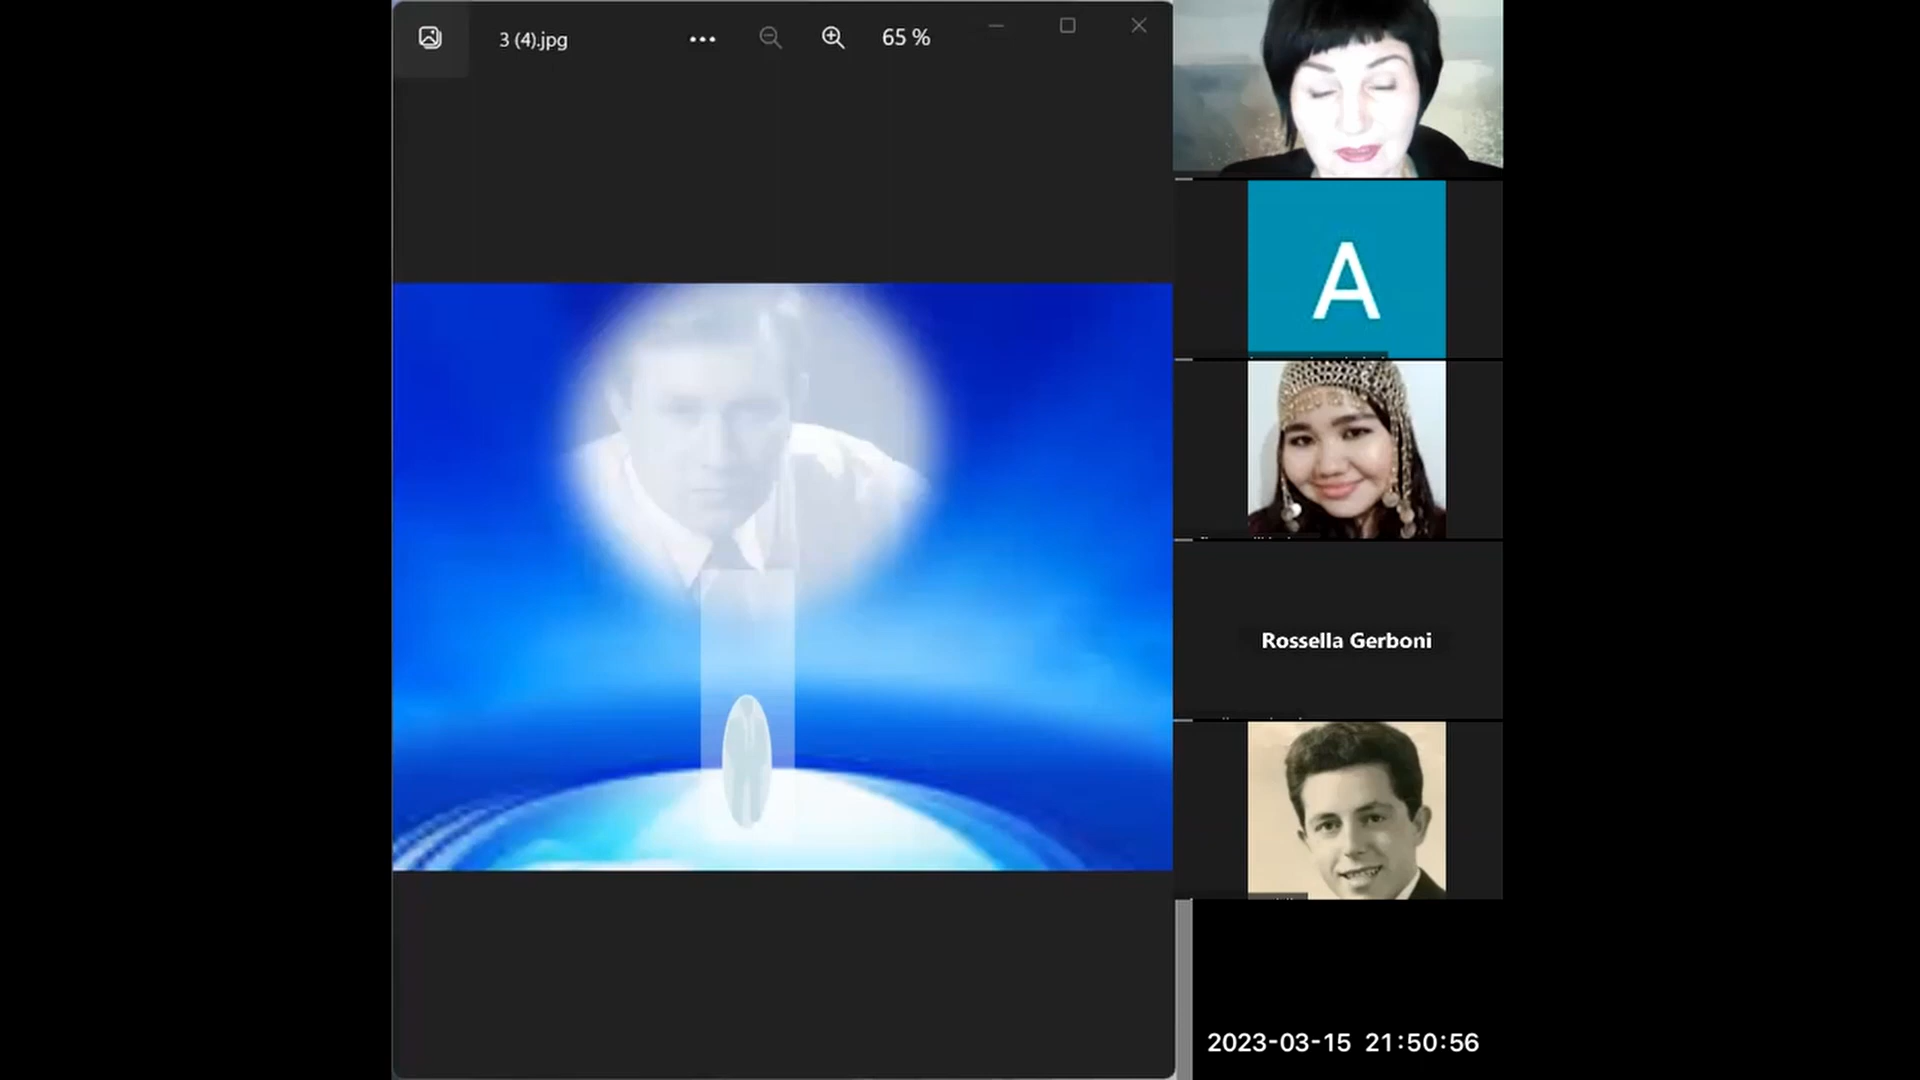 3 (4).jpg
65 %
A
Rossella Gerboni
2023-03-15 21:50:56